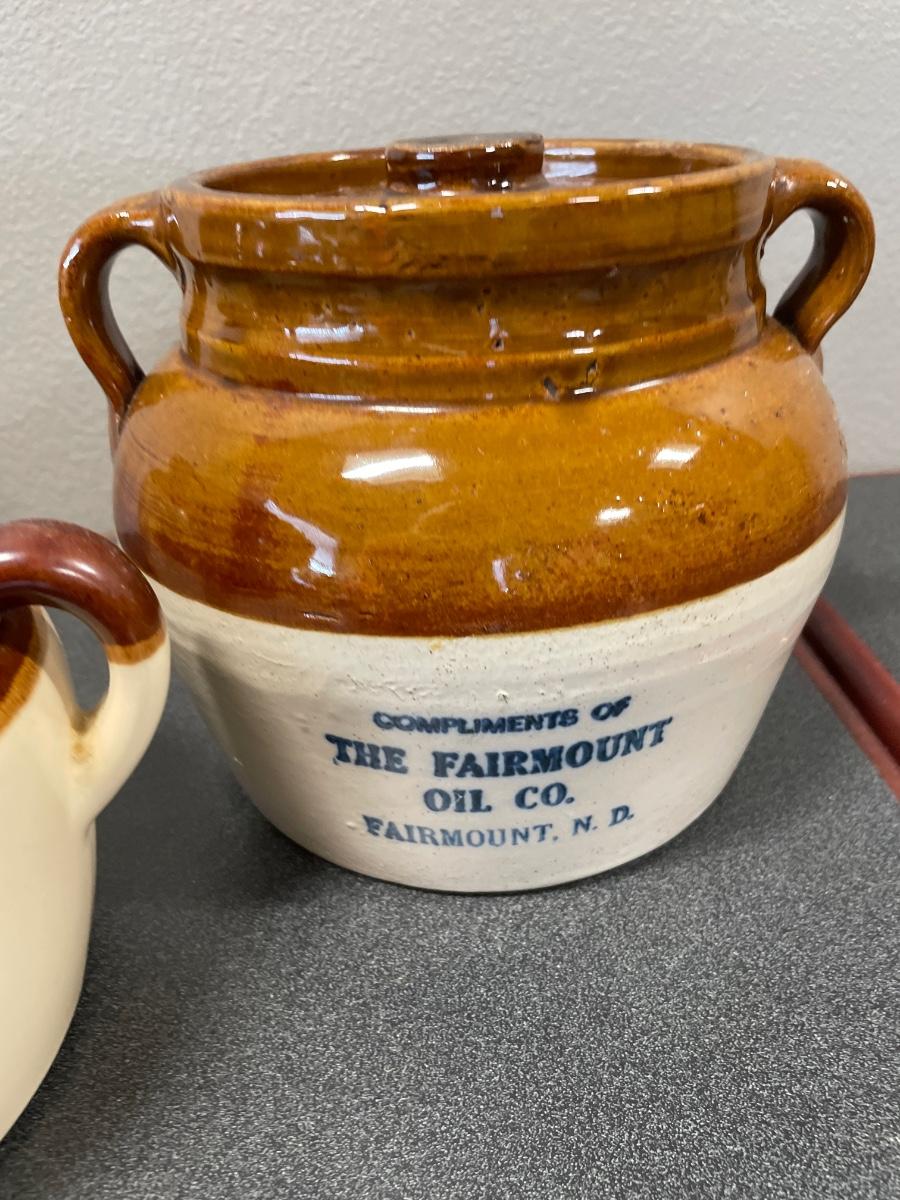 COMPLIMENTS OF
THE FAIRMOUNT
OIL CO.
FAIRMOUNT, N. D.